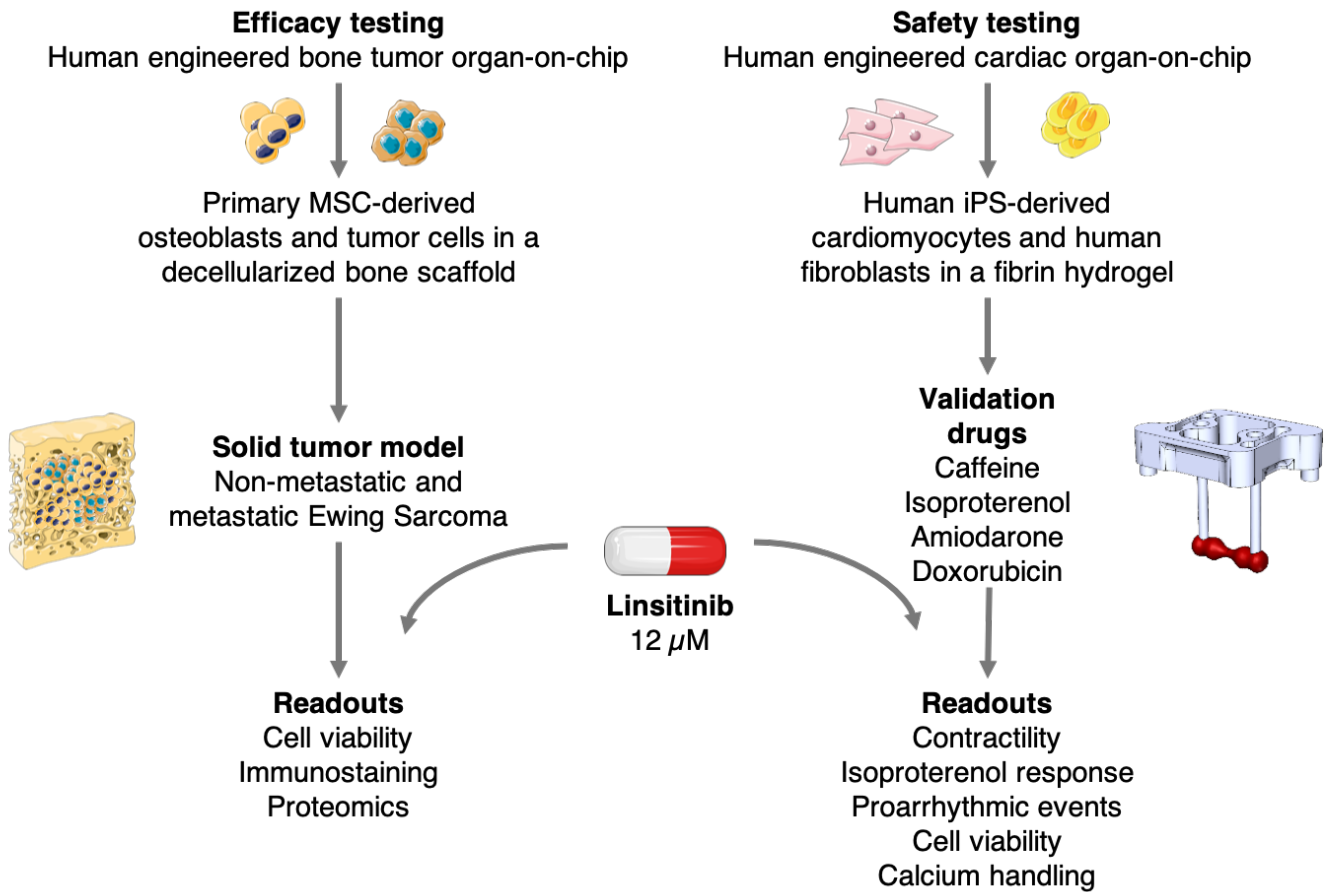 Efficacy testing
Human engineered bone tumor organ-on-chip
Primary MSC-derived
osteoblasts and tumor cells in a
decellularized bone scaffold
Solid tumor model
Non-metastatic and
metastatic Ewing Sarcoma
Readouts
Cell viability
Immunostaining
Proteomics
Linsitinib
12 µM
Safety testing
Human engineered cardiac organ-on-chip
Human iPS-derived
cardiomyocytes and human
fibroblasts in a fibrin hydrogel
Validation
drugs
Caffeine
Isoproterenol
Amiodarone
Doxorubicin
Readouts
Contractility
Isoproterenol response
Proarrhythmic events
Cell viability
Calcium handling